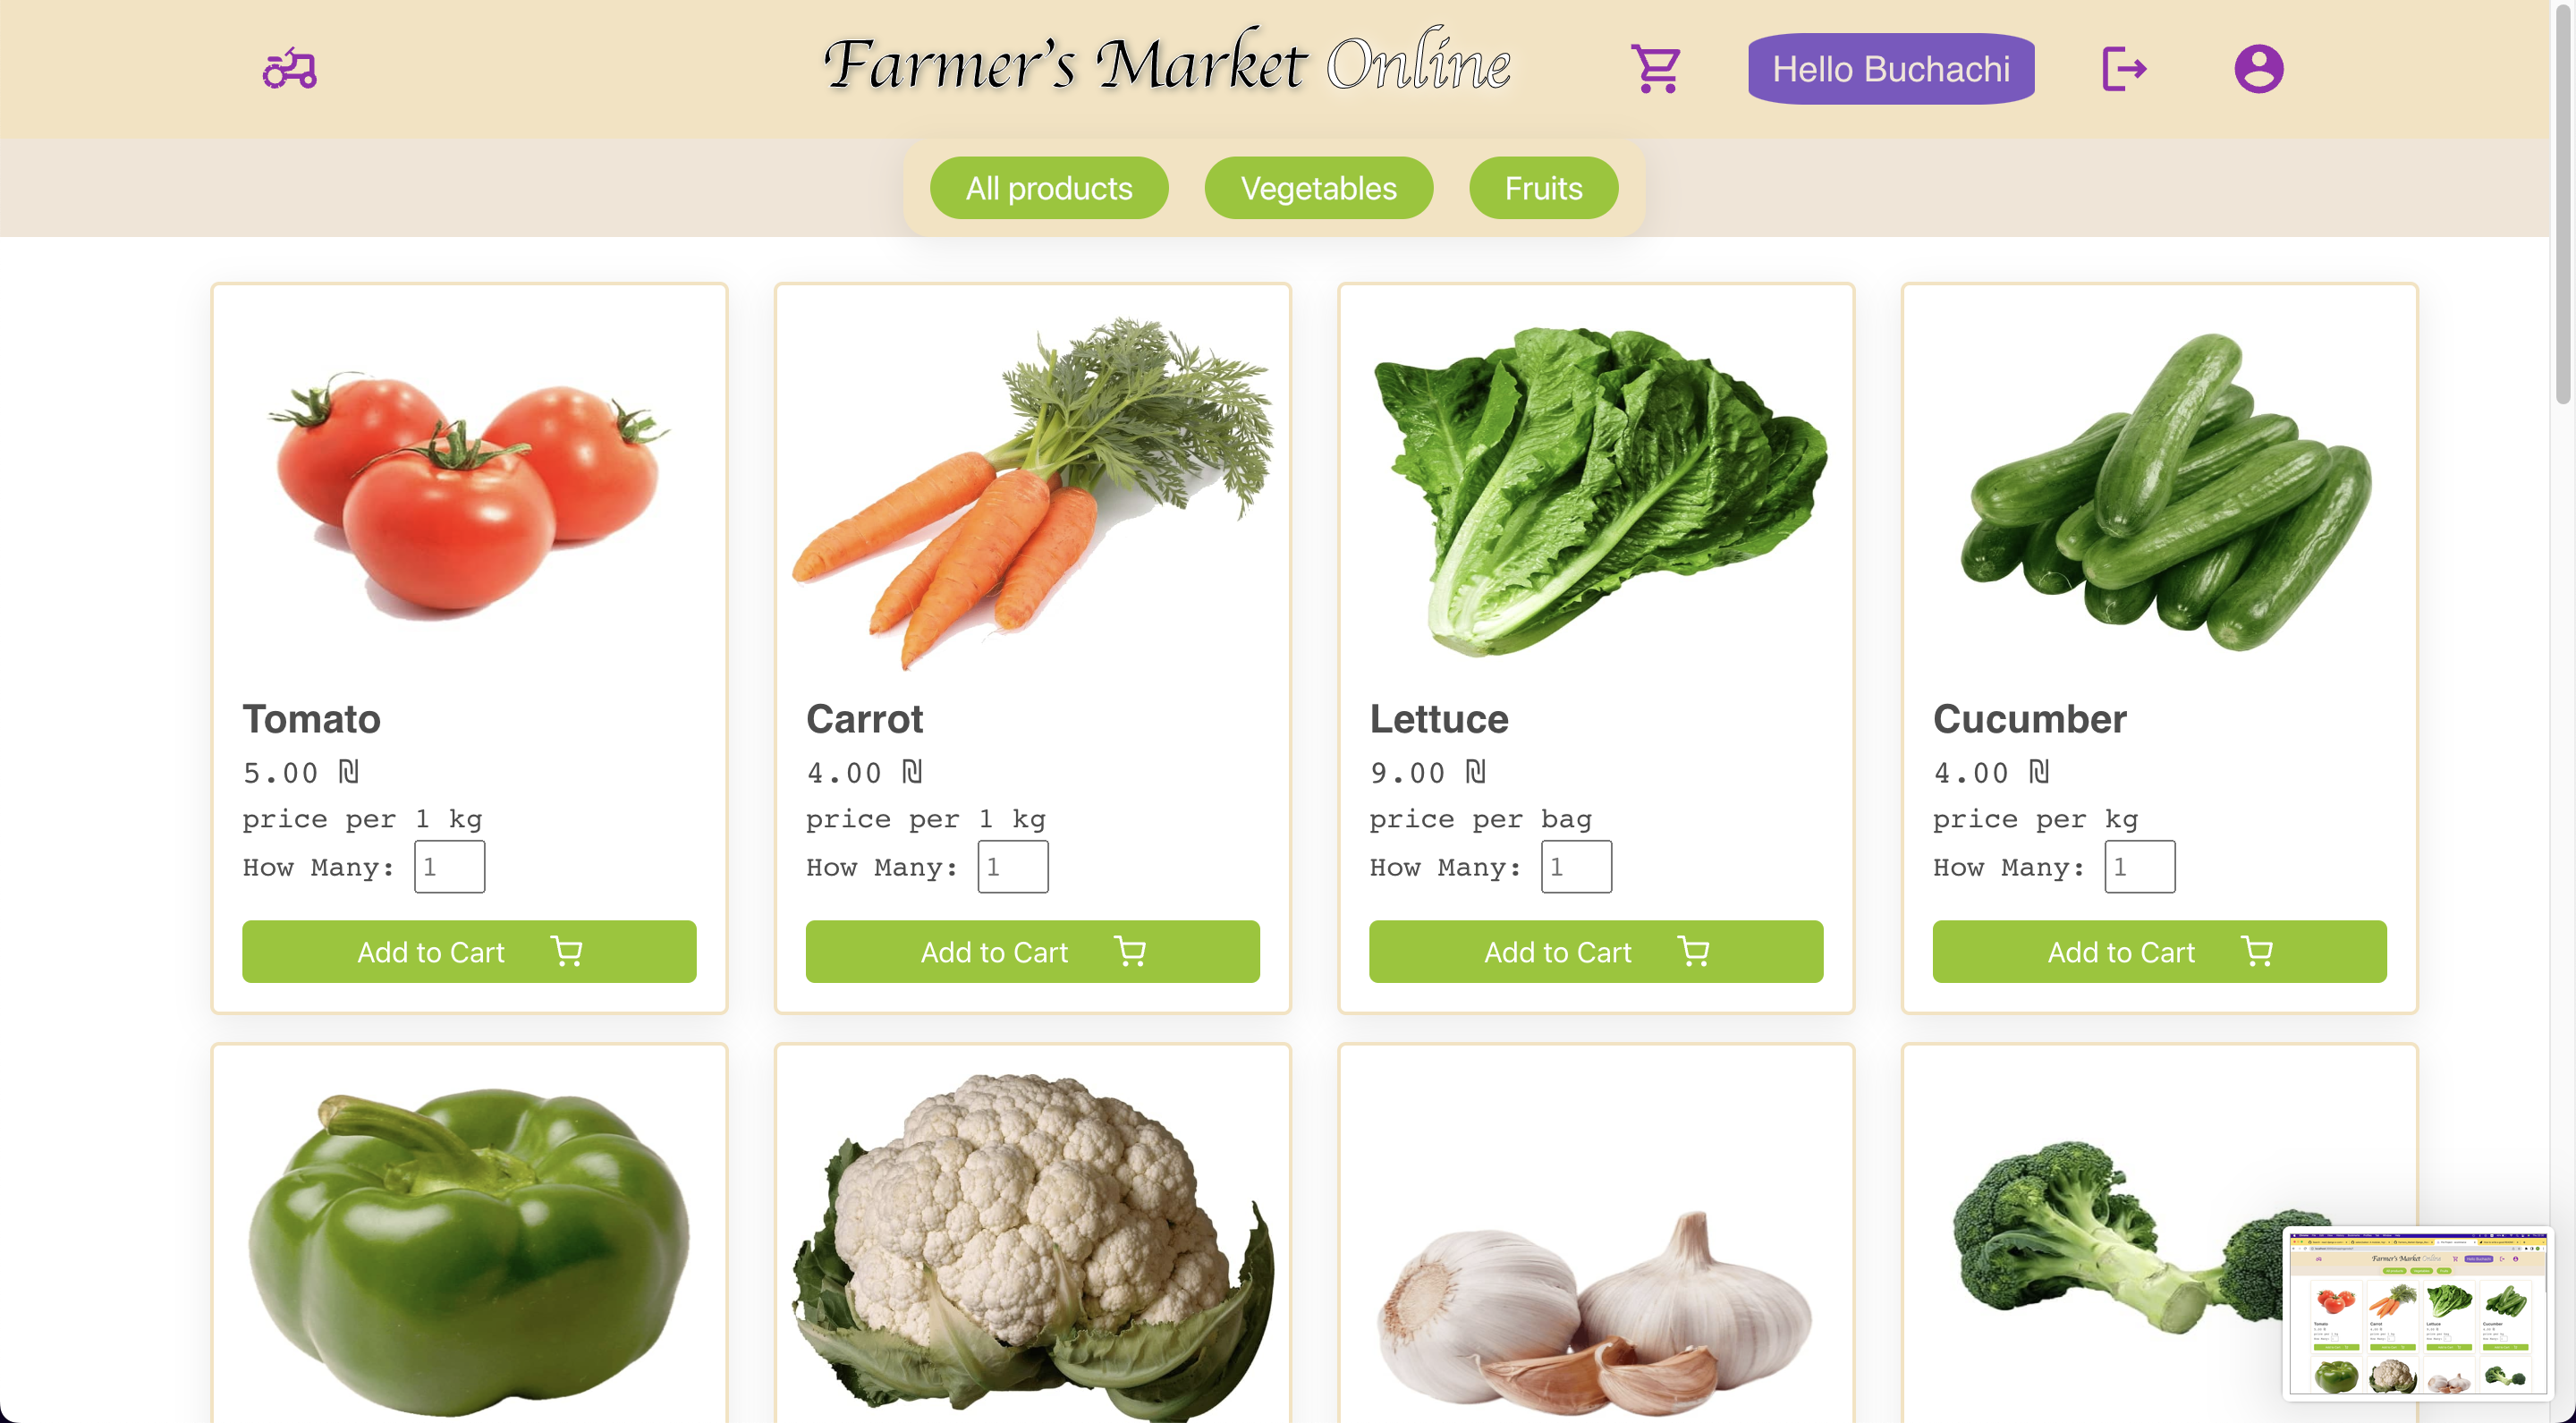 Farmer's Market Online
Hello Buchachi
All products
Vegetables
Fruits
Tomato
5.00 ₪
price per 1 kg
How Many: 1
Add to Cart
Carrot
4.00 ₪
price per 1 kg
How Many: 1
Add to Cart
Lettuce
9.00 ₪
price per bag
How Many: 1
Add to Cart
Cucumber
4.00 ₪
price per kg
How Many: 1
Add to Cart